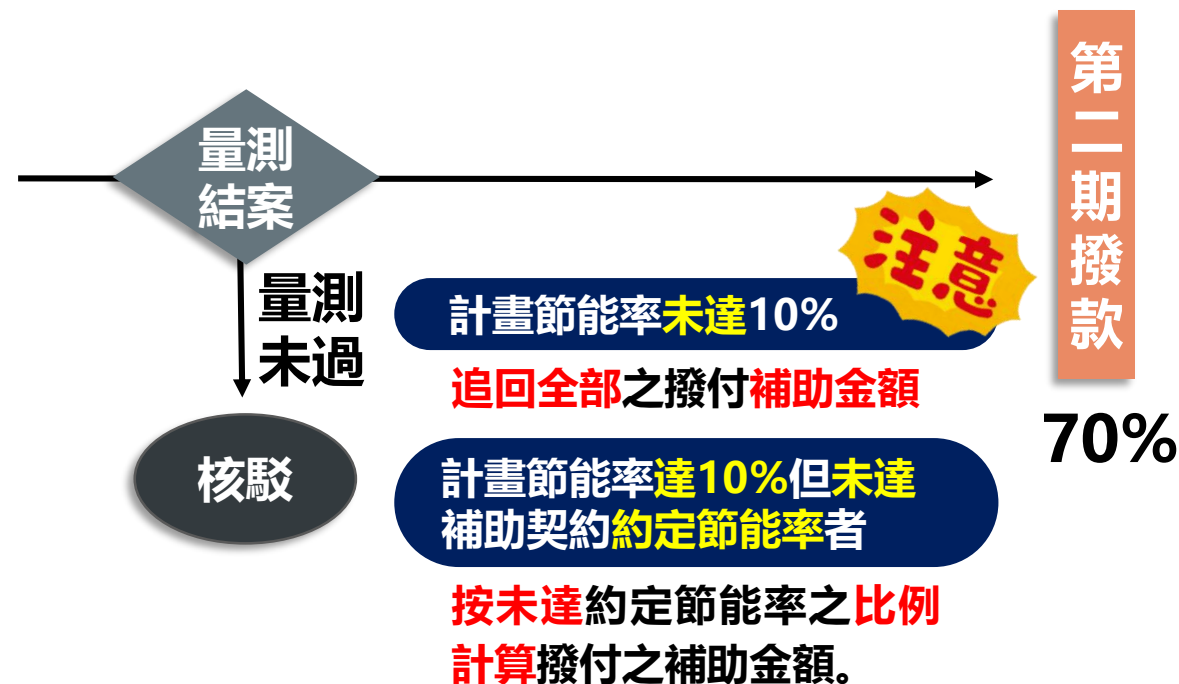 量測
結案
量測
未過
核駁
注意
計畫節能率未達10%
追回全部之撥付補助金額
計畫節能率達10%但未達
補助契約約定節能率者
按未達約定節能率之比例
計算撥付之補助金額。
第二期撥款
70%